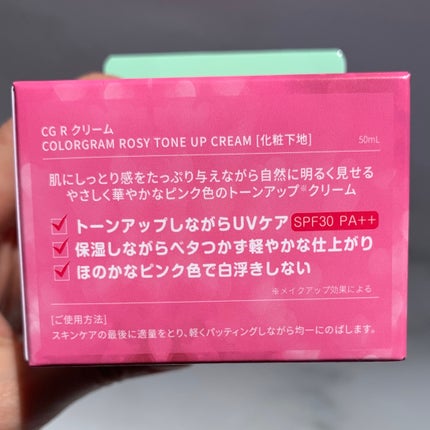 CG R クリーム
COLORGRAM ROSY TONE UP CREAM [化粧下地]
50mL
肌にしっとり感をたっぷり与えながら自然に明るく見せる
やさしく華やかなピンク色のトーンアップ※クリーム
トーンアップしながらUVケア SPF30 PA++
保湿しながらベタつかず軽やかな仕上がり
ほのかなピンク色で白浮きしない
※メイクアップ効果による
[ご使用方法]
スキンケアの最後に適量をとり、軽くパッティングしながら均一にのばします。